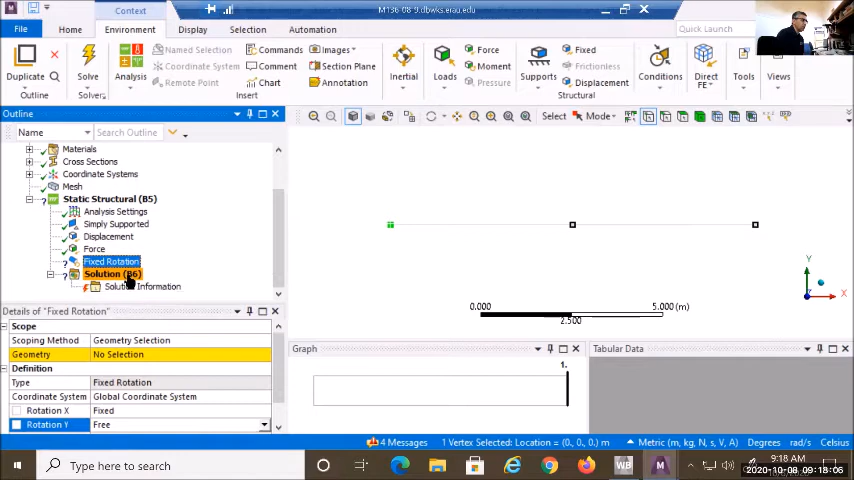 Context
M136 08 9.dbwks.erau.edu
File
Home
Environment
Display
Selection
Automation
Quick Launch
Duplicate
Outline
Solve
Solver
Analysis
Named Selection
Coordinate System
Remote Point
Commands
Comment
Chart
Images
Section Plane
Annotation
Insert
Inertial
Loads
Force
Moment
Pressure
Supports
Fixed
Frictionless
Displacement
Structural
Conditions
Direct
FE
Tools
Views
Outline
Name
Search Outline
Select
Mode
Materials
Cross Sections
Coordinate Systems
Mesh
Static Structural (B5)
Analysis Settings
Simply Supported
Displacement
Force
Fixed Rotation
Solution (B6)
Solution Information
Y
X
0.000
5.000 (m)
2.500
Details of "Fixed Rotation"
Scope
Scoping Method Geometry Selection
Geometry No Selection
Definition
Type Fixed Rotation
Coordinate System Global Coordinate System
Rotation X Fixed
Rotation Y Free
Graph
1.
Tabular Data
4 Messages
1 Vertex Selected: Location = (0., 0., 0.) m
Metric (m, kg, N, s, V, A)
Degrees
rad/s
Celsius
Type here to search
WB
M
9:18 AM
2020-10-08 09:18:06